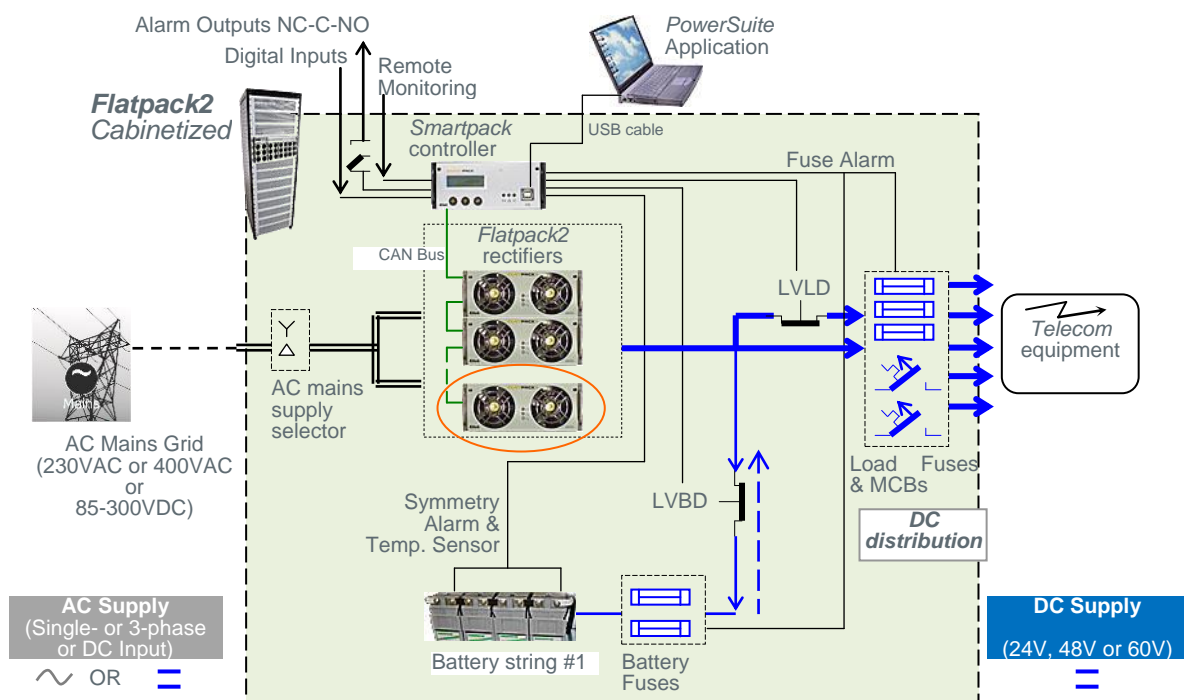 Alarm Outputs NC-C-NO
Digital Inputs
Remote
Monitoring
PowerSuite
Application
Flatpack2
Cabinetized
Smartpack
controller
USB cable
Fuse Alarm
CAN Bus
Flatpack2
rectifiers
LVLD
Telecom
equipment
Mains
AC mains
supply
selector
AC Mains Grid
(230VAC or 400VAC
or
85-300VDC)
Load Fuses
& MCBs
LVBD
Symmetry
Alarm &
Temp. Sensor
DC
distribution
Battery string #1
Battery
Fuses
AC Supply
(Single- or 3-phase
or DC Input)
OR
DC Supply
(24V, 48V or 60V)